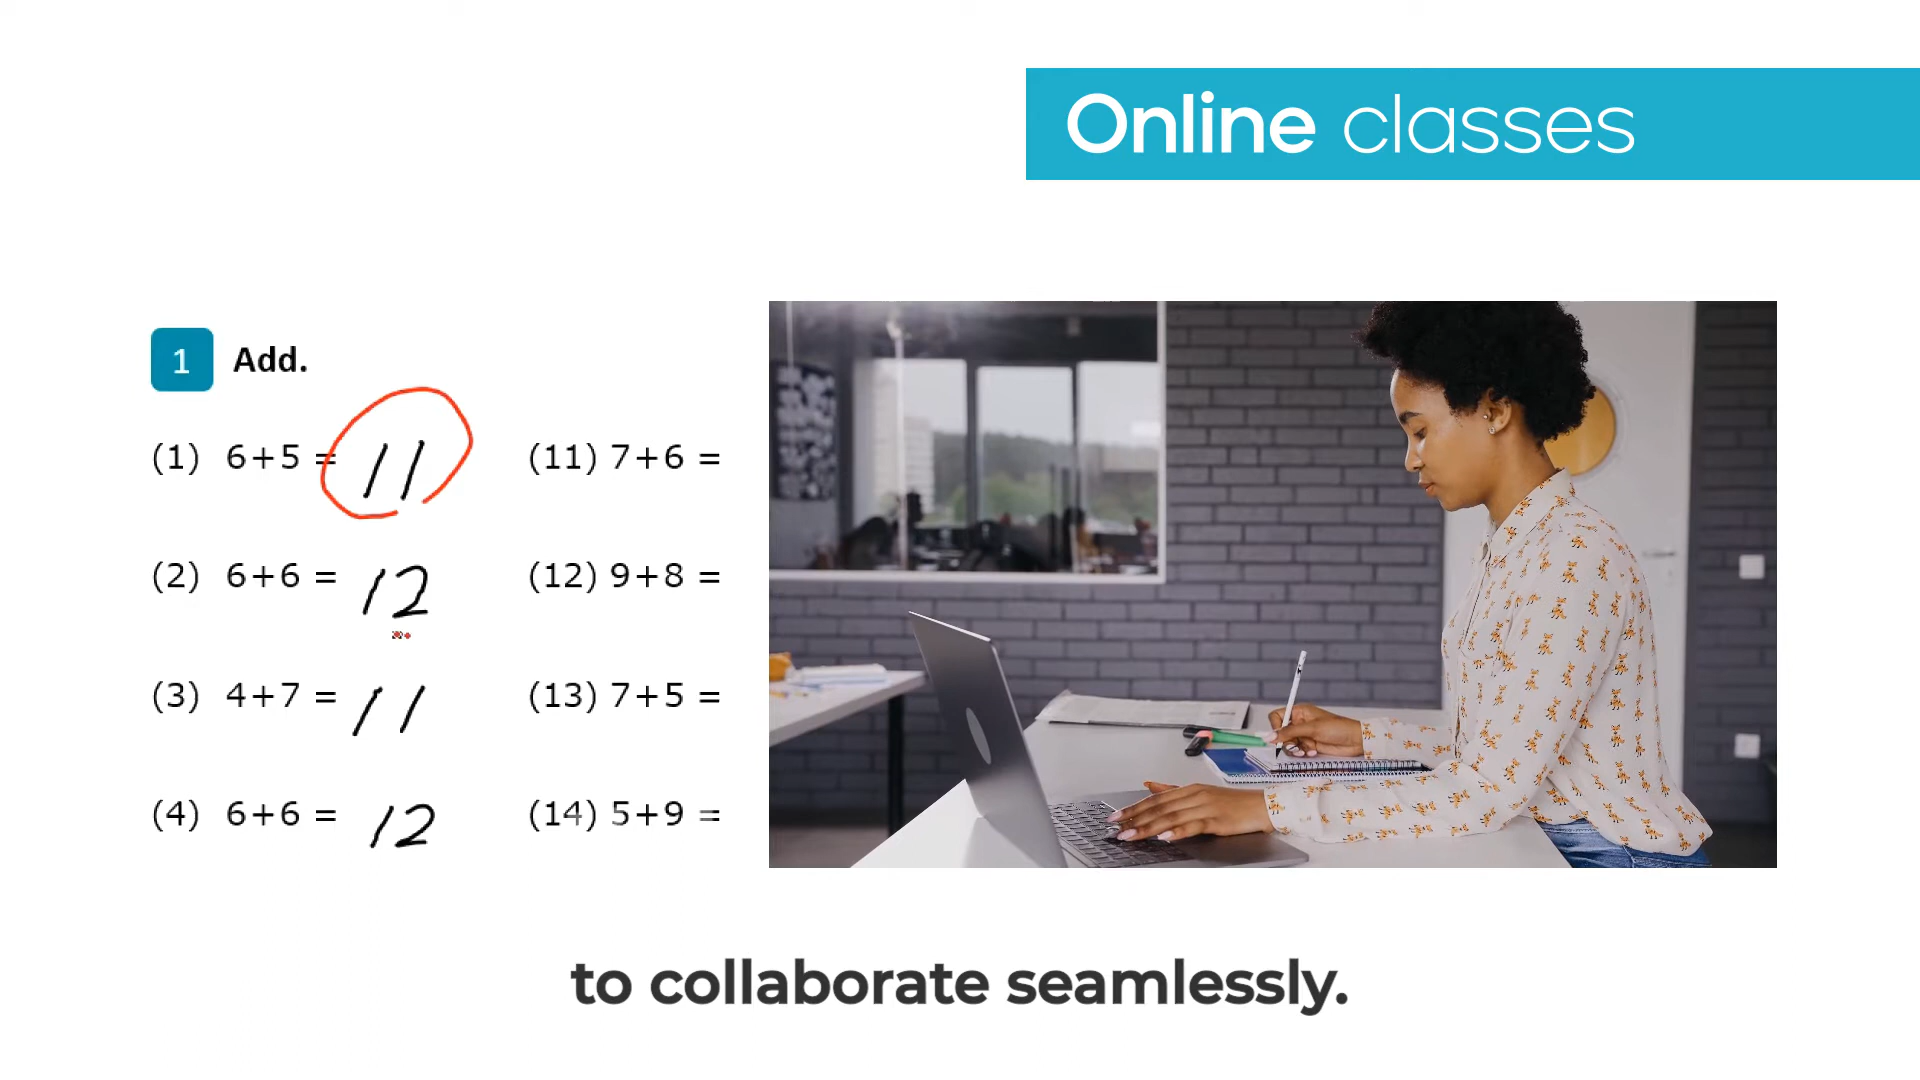 Online classes
1 Add.
(1) 6+5 = 11
(2) 6+6 = 12
(3) 4+7 = 11
(4) 6+6 = 12
(11) 7+6 =
(12) 9+8 =
(13) 7+5 =
(14) 5+9 =
to collaborate seamlessly.